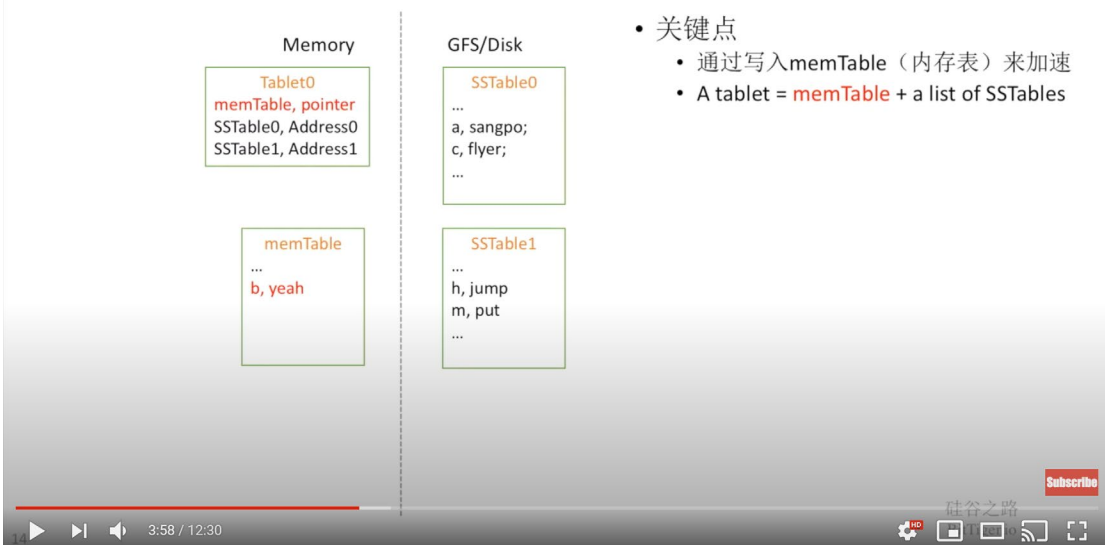 Memory
GFS/Disk
Tablet0
memTable, pointer
SSTable0, Address0
SSTable1, Address1
SSTable0
...
a, sangpo;
c, flyer;
...
memTable
...
b, yeah
SSTable1
...
h, jump
m, put
...
• 关键点
• 通过写入memTable（内存表）来加速
• A tablet = memTable + a list of SSTables
Subscribe
硅谷之路
14
3:58 / 12:30
HD